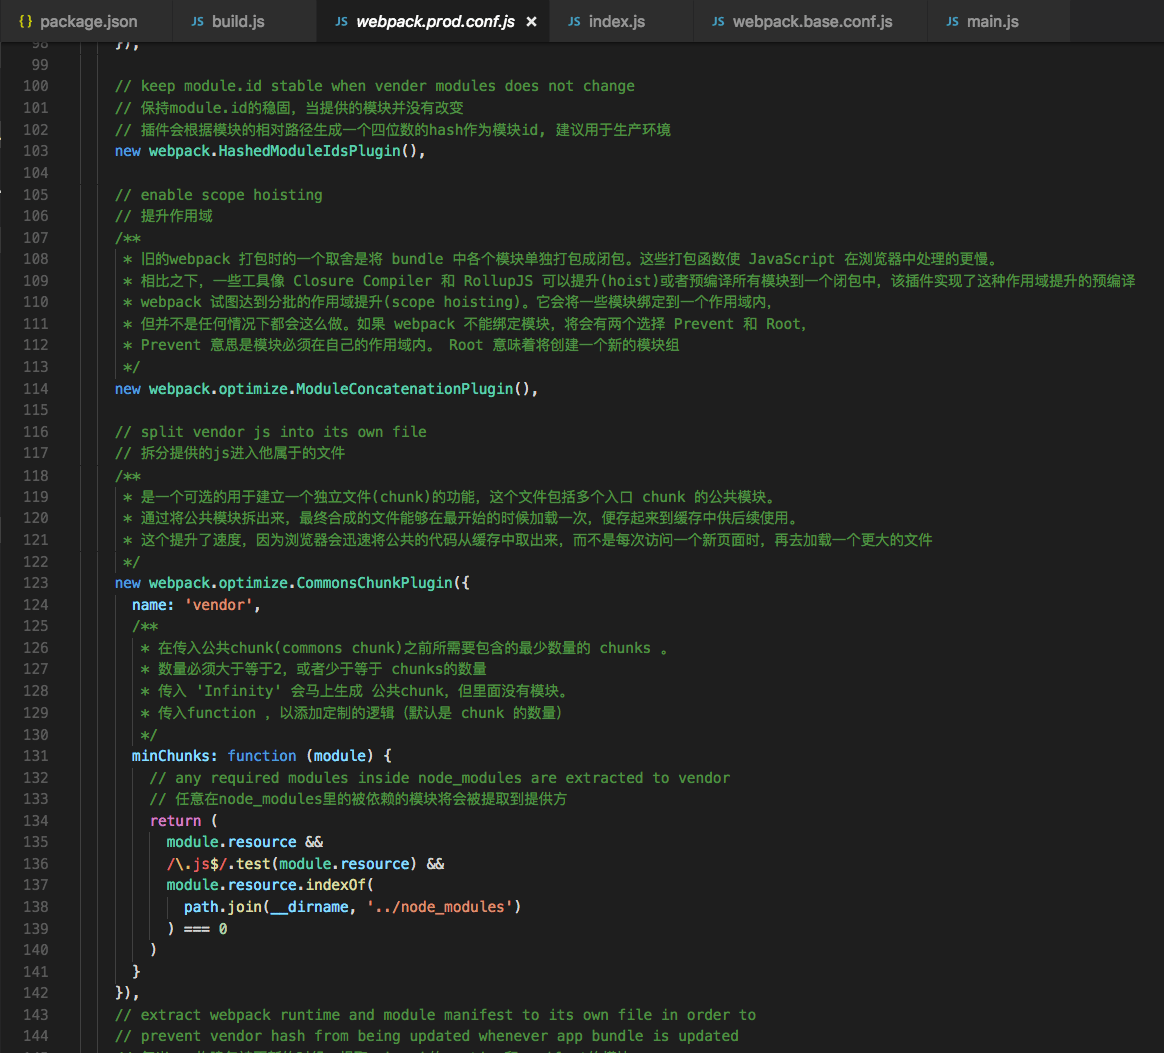 {} package.json JS build.js JS webpack.prod.conf.js × JS index.js JS webpack.base.conf.js JS main.js
98 }),
99
100 // keep module.id stable when vender modules does not change
101 // 保持module.id的稳固，当提供的模块并没有改变
102 // 插件会根据模块的相对路径生成一个四位数的hash作为模块id, 建议用于生产环境
103 new webpack.HashedModuleIdsPlugin(),
104
105 // enable scope hoisting
106 // 提升作用域
107 /**
108 * 旧的webpack 打包时的一个取舍是将 bundle 中各个模块单独打包成闭包。这些打包函数使 JavaScript 在浏览器中处理的更慢。
109 * 相比之下，一些工具像 Closure Compiler 和 RollupJS 可以提升(hoist)或者预编译所有模块到一个闭包中，该插件实现了这种作用域提升的预编译
110 * webpack 试图达到分批的作用域提升(scope hoisting)。它会将一些模块绑定到一个作用域内，
111 * 但并不是任何情况下都会这么做。如果 webpack 不能绑定模块，将会有两个选择 Prevent 和 Root，
112 * Prevent 意思是模块必须在自己的作用域内。 Root 意味着将创建一个新的模块组
113 */
114 new webpack.optimize.ModuleConcatenationPlugin(),
115
116 // split vendor js into its own file
117 // 拆分提供的js进入他属于的文件
118 /**
119 * 是一个可选的用于建立一个独立文件(chunk)的功能，这个文件包括多个入口 chunk 的公共模块。
120 * 通过将公共模块拆出来，最终合成的文件能够在最开始的时候加载一次，便存起来到缓存中供后续使用。
121 * 这个提升了速度，因为浏览器会迅速将公共的代码从缓存中取出来，而不是每次访问一个新页面时，再去加载一个更大的文件
122 */
123 new webpack.optimize.CommonsChunkPlugin({
124 name: 'vendor',
125 /**
126 * 在传入公共chunk(commons chunk)之前所需要包含的最少数量的 chunks 。
127 * 数量必须大于等于2，或者少于等于 chunks的数量
128 * 传入 'Infinity' 会马上生成 公共chunk，但里面没有模块。
129 * 传入function ，以添加定制的逻辑（默认是 chunk 的数量）
130 */
131 minChunks: function (module) {
132 // any required modules inside node_modules are extracted to vendor
133 // 任意在node_modules里的被依赖的模块将会被提取到提供方
134 return (
135 module.resource &&
136 /\.js$/.test(module.resource) &&
137 module.resource.indexOf(
138 path.join(__dirname, '../node_modules')
139 ) === 0
140 )
141 }
142 }),
143 // extract webpack runtime and module manifest to its own file in order to
144 // prevent vendor hash from being updated whenever app bundle is updated